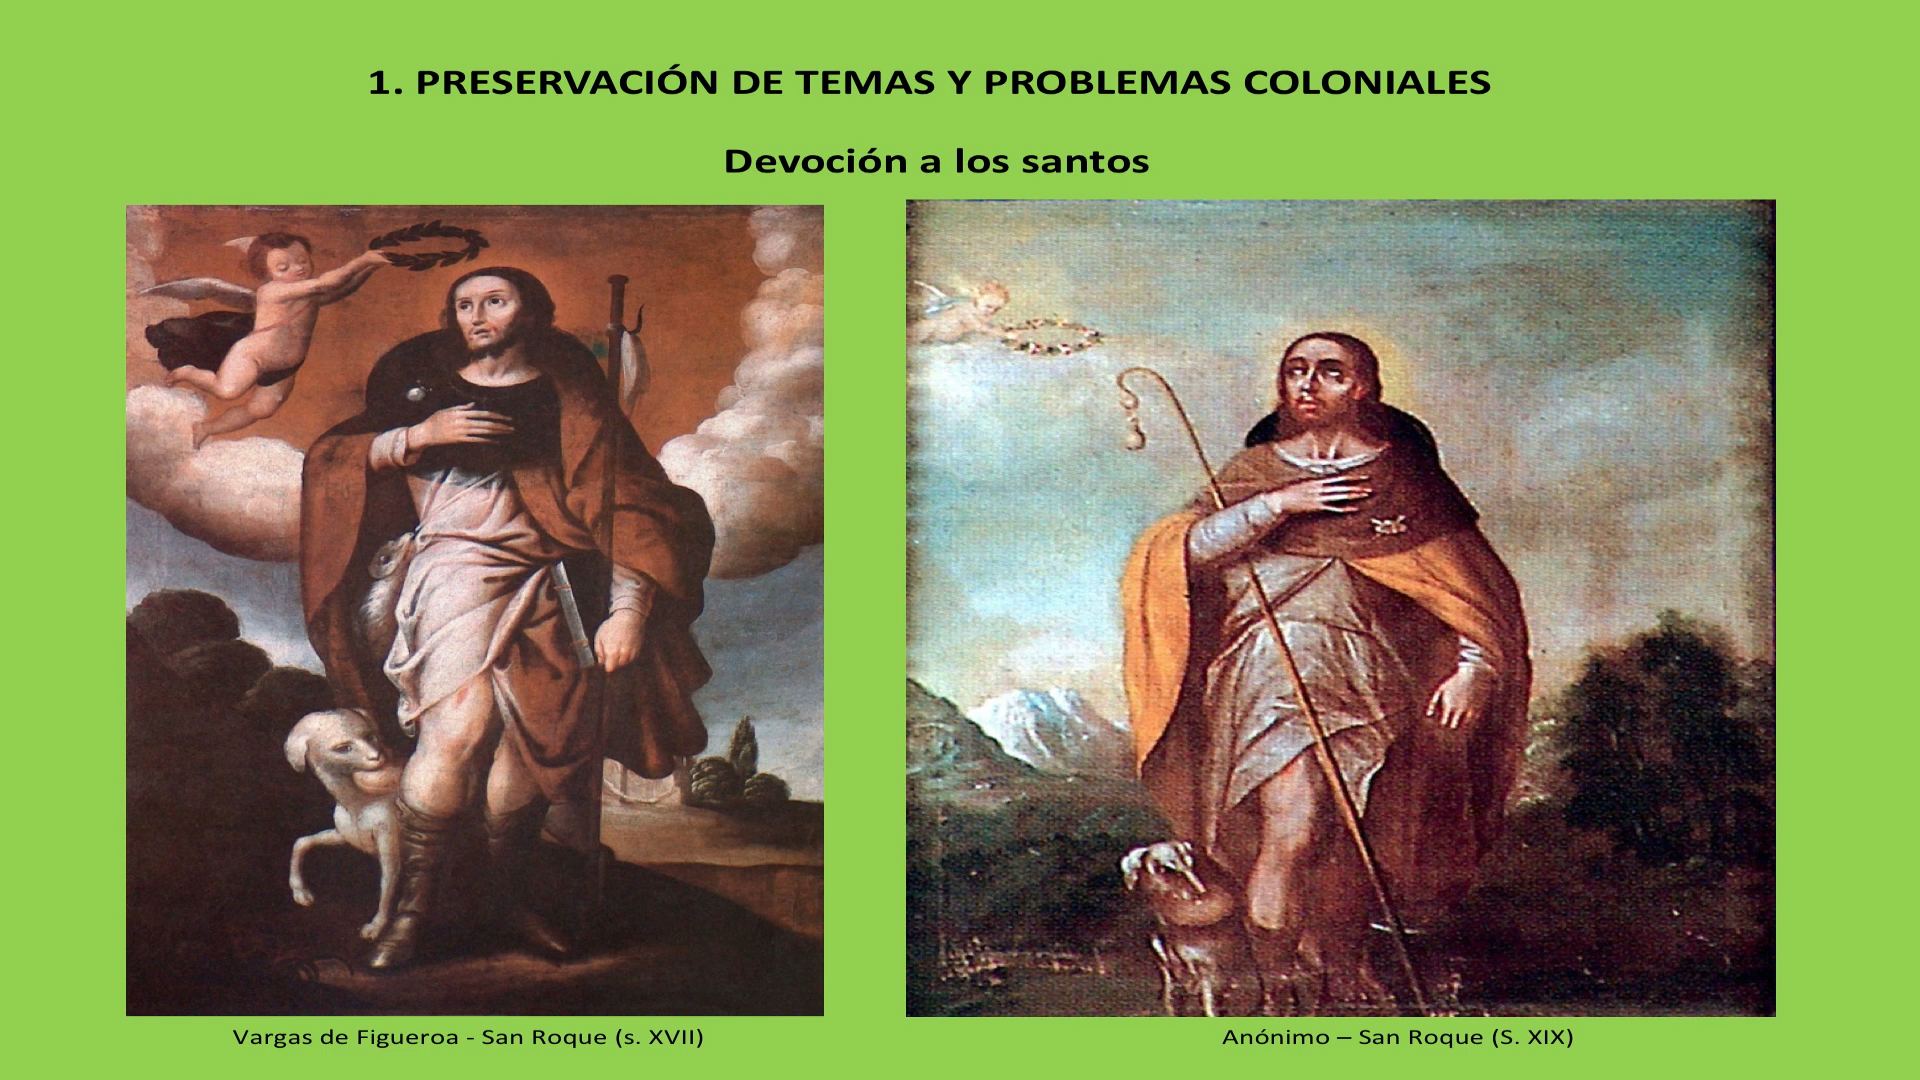 1. PRESERVACIÓN DE TEMAS Y PROBLEMAS COLONIALES
Devoción a los santos
Vargas de Figueroa - San Roque (s. XVII)
Anónimo – San Roque (S. XIX)